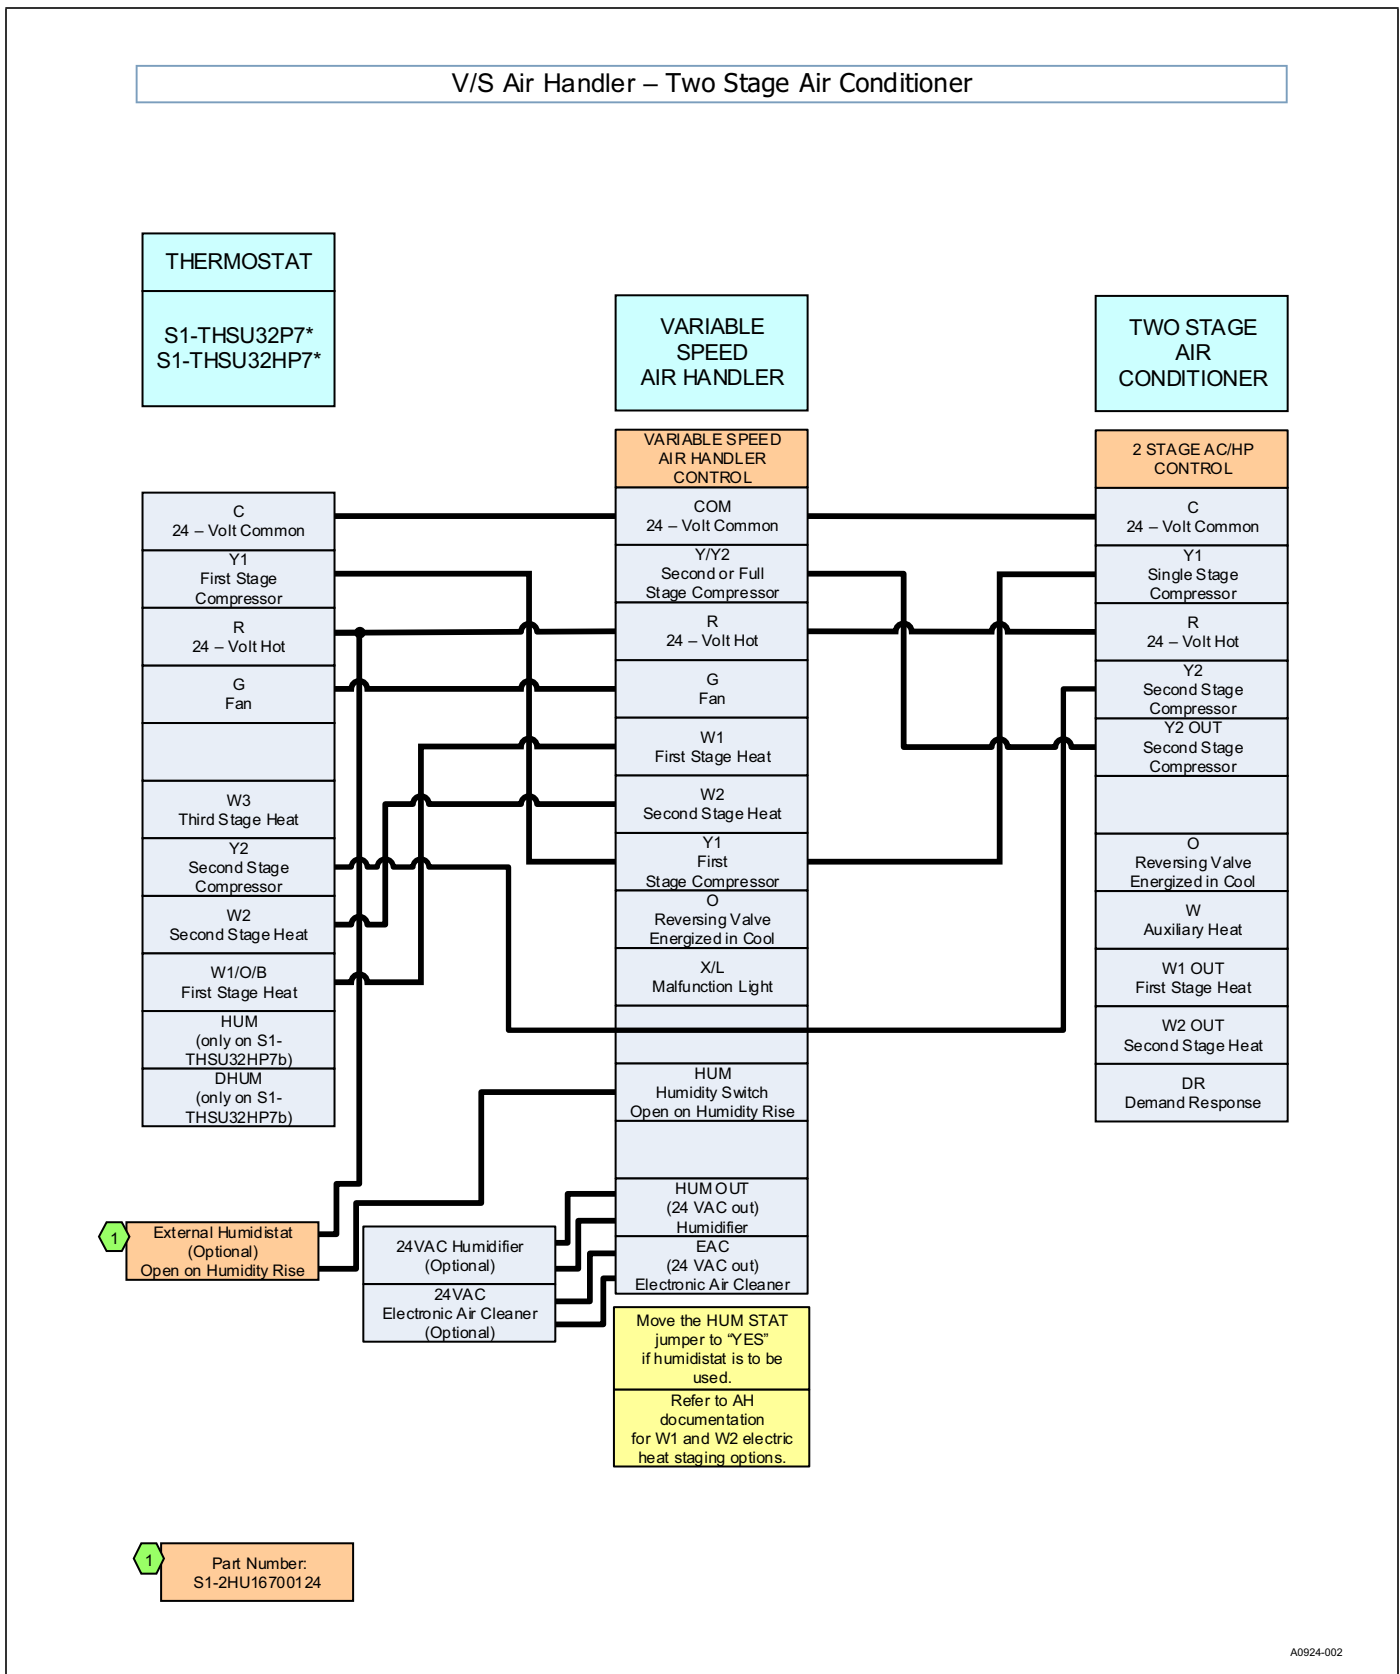 V/S Air Handler – Two Stage Air Conditioner
THERMOSTAT
S1-THSU32P7*
S1-THSU32HP7*
C
24 – Volt Common
Y1
First Stage
Compressor
R
24 – Volt Hot
G
Fan
W3
Third Stage Heat
Y2
Second Stage
Compressor
W2
Second Stage Heat
W1/O/B
First Stage Heat
HUM
(only on S1-
THSU32HP7b)
DHUM
(only on S1-
THSU32HP7b)
1
External Humidistat
(Optional)
Open on Humidity Rise
24VAC Humidifier
(Optional)
24VAC
Electronic Air Cleaner
(Optional)
VARIABLE
SPEED
AIR HANDLER
VARIABLE SPEED
AIR HANDLER
CONTROL
COM
24 – Volt Common
Y/Y2
Second or Full
Stage Compressor
R
24 – Volt Hot
G
Fan
W1
First Stage Heat
W2
Second Stage Heat
Y1
First
Stage Compressor
O
Reversing Valve
Energized in Cool
X/L
Malfunction Light
HUM
Humidity Switch
Open on Humidity Rise
HUM OUT
(24 VAC out)
Humidifier
EAC
(24 VAC out)
Electronic Air Cleaner
Move the HUM STAT
jumper to “YES”
if humidistat is to be
used.
Refer to AH
documentation
for W1 and W2 electric
heat staging options.
TWO STAGE
AIR
CONDITIONER
2 STAGE AC/HP
CONTROL
C
24 – Volt Common
Y1
Single Stage
Compressor
R
24 – Volt Hot
Y2
Second Stage
Compressor
Y2 OUT
Second Stage
Compressor
O
Reversing Valve
Energized in Cool
W
Auxiliary Heat
W1 OUT
First Stage Heat
W2 OUT
Second Stage Heat
DR
Demand Response
1
Part Number:
S1-2HU16700124
A0924-002